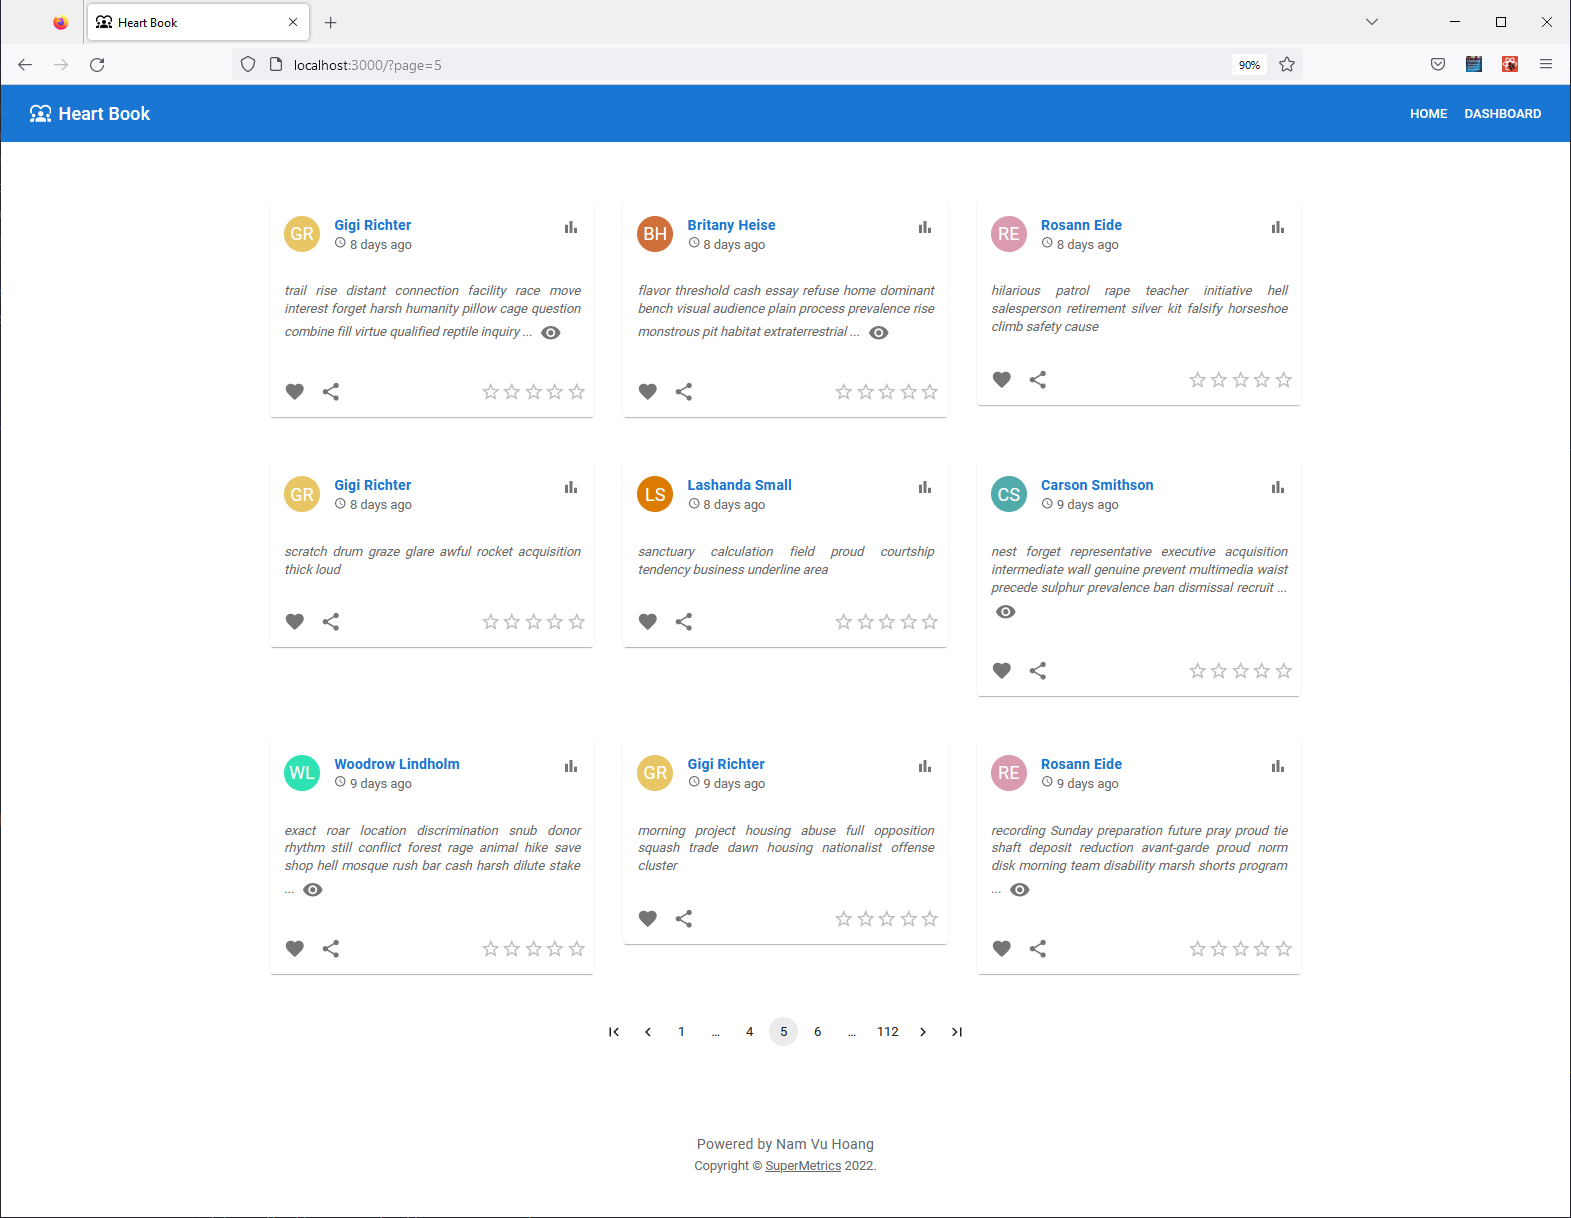 Heart Book
localhost:3000/?page=5
90%
Heart Book
HOME
DASHBOARD
GR
Gigi Richter
8 days ago
trail rise distant connection facility race move
interest forget harsh humanity pillow cage question
combine fill virtue qualified reptile inquiry ...
BH
Britany Heise
8 days ago
flavor threshold cash essay refuse home dominant
bench visual audience plain process prevalence rise
monstrous pit habitat extraterrestrial ...
RE
Rosann Eide
8 days ago
hilarious patrol rape teacher initiative hell
salesperson retirement silver kit falsify horseshoe
climb safety cause
GR
Gigi Richter
8 days ago
scratch drum graze glare awful rocket acquisition
thick loud
LS
Lashanda Small
8 days ago
sanctuary calculation field proud courtship
tendency business underline area
CS
Carson Smithson
9 days ago
nest forget representative executive acquisition
intermediate wall genuine prevent multimedia waist
precede sulphur prevalence ban dismissal recruit ...
WL
Woodrow Lindholm
9 days ago
exact roar location discrimination snub donor
rhythm still conflict forest rage animal hike save
shop hell mosque rush bar cash harsh dilute stake
...
GR
Gigi Richter
9 days ago
morning project housing abuse full opposition
squash trade dawn housing nationalist offense
cluster
RE
Rosann Eide
9 days ago
recording Sunday preparation future pray proud tie
shaft deposit reduction avant-garde proud norm
disk morning team disability marsh shorts program
...
1 ... 4 5 6 ... 112
Powered by Nam Vu Hoang
Copyright © SuperMetrics 2022.